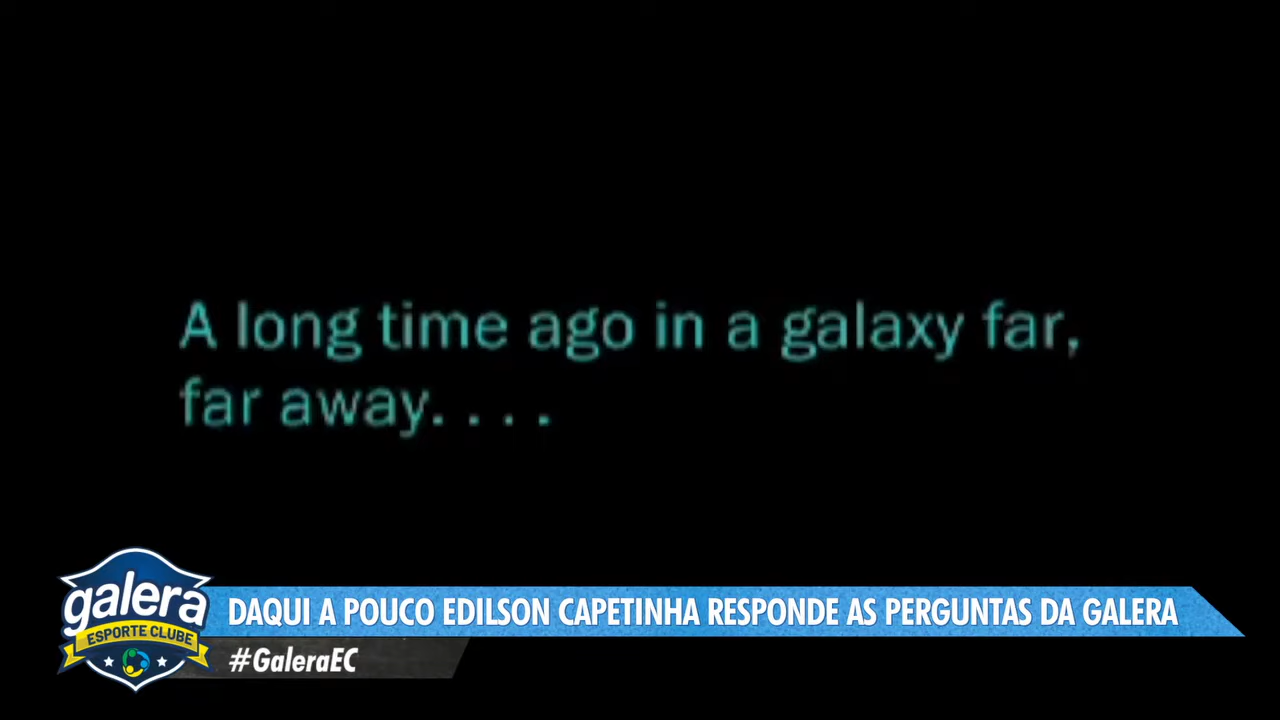 A long time ago in a galaxy far,
far away. . . .
galera
ESPORTE CLUBE
DAQUI A POUCO EDILSON CAPETINHA RESPONDE AS PERGUNTAS DA GALERA
#GaleraEC